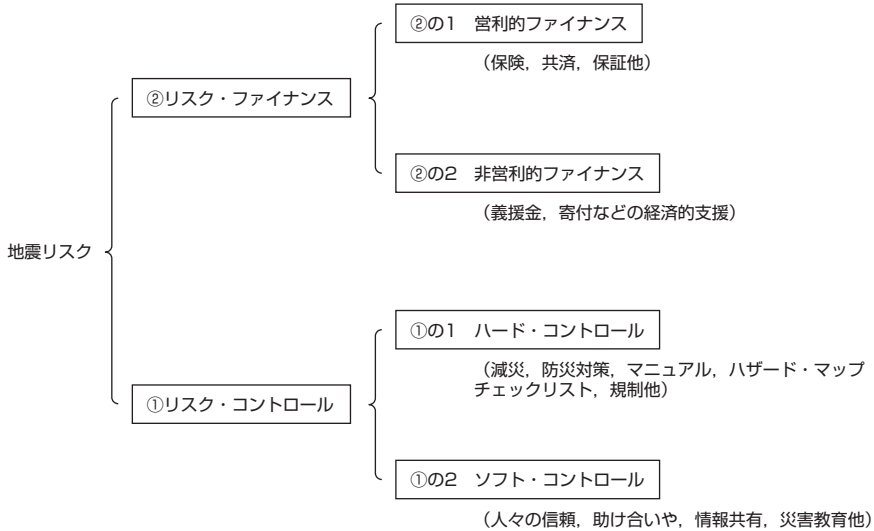 ②の1 営利的ファイナンス
（保険，共済，保証他）
②リスク・ファイナンス
②の2 非営利的ファイナンス
（義援金，寄付などの経済的支援）
地震リスク
①の1 ハード・コントロール
（減災，防災対策，マニュアル，ハザード・マップ
チェックリスト，規制他）
①リスク・コントロール
①の2 ソフト・コントロール
（人々の信頼，助け合いや，情報共有，災害教育他）